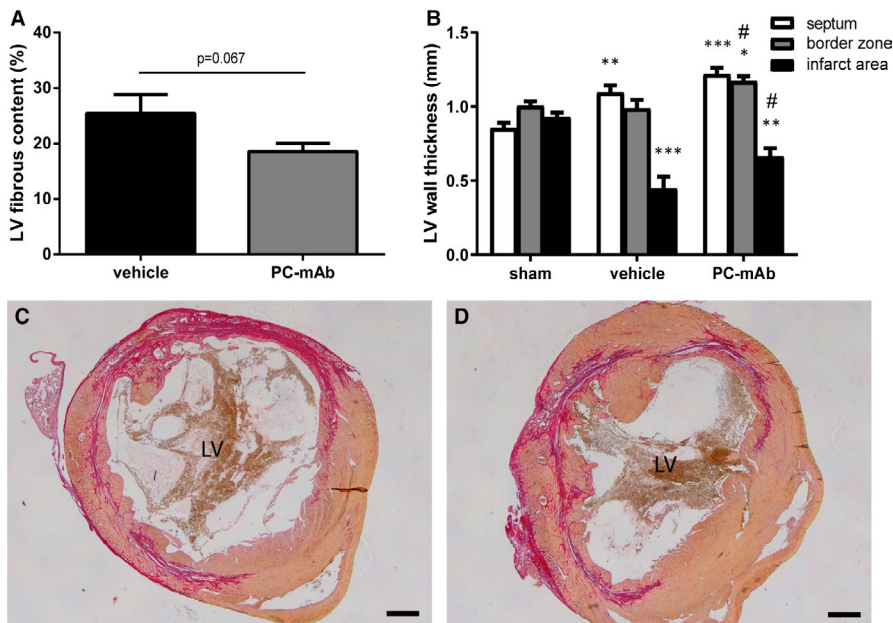 A
LV fibrous content (%)
40
30
20
10
0
p=0.067
vehicle
PC-mAb
B
LV wall thickness (mm)
1.5
1.0
0.5
0.0
septum
border zone
infarct area
**
***
***
#
*
#
**
sham
vehicle
PC-mAb
C
LV
D
LV